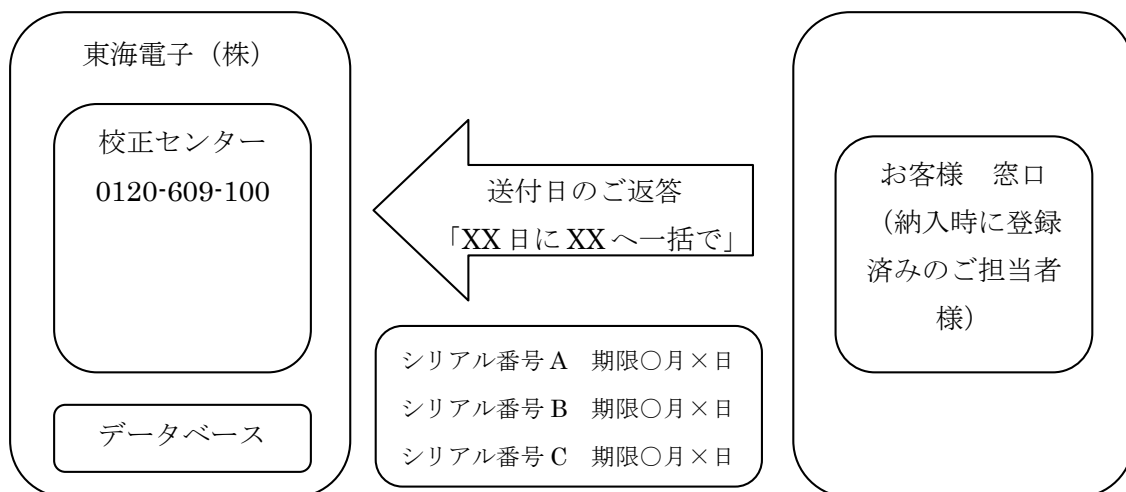 東海電子（株）
校正センター
0120-609-100
データベース
送付日のご返答
「XX日にXXへ一括で」
シリアル番号A　期限○月×日
シリアル番号B　期限○月×日
シリアル番号C　期限○月×日
お客様　窓口
（納入時に登録
済みのご担当者
様）